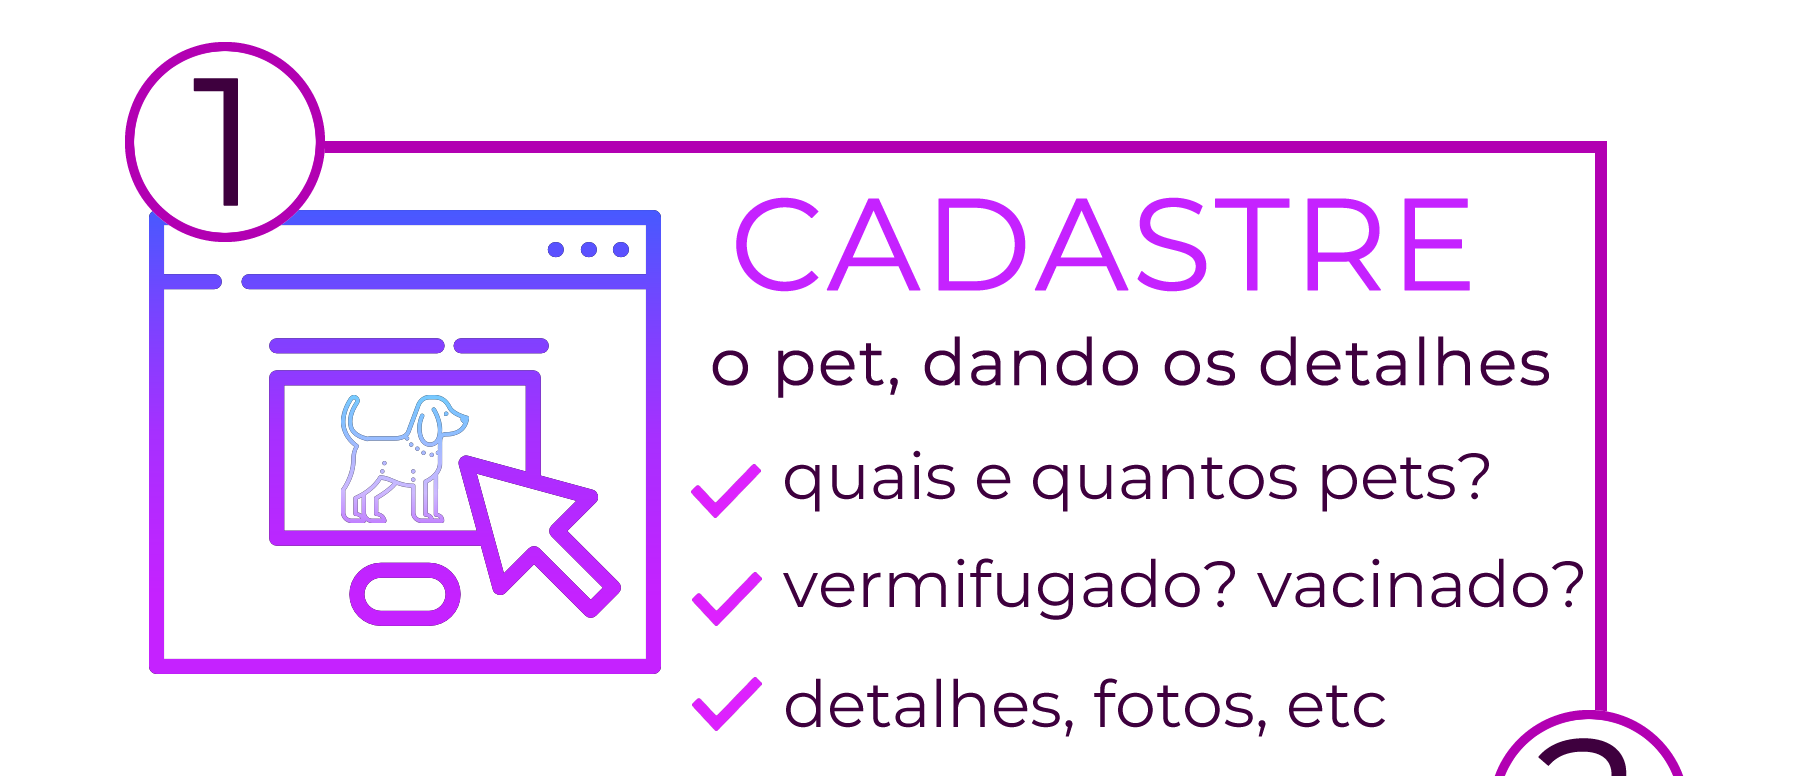 1
CADASTRE
o pet, dando os detalhes
quais e quantos pets?
vermifugado? vacinado?
detalhes, fotos, etc